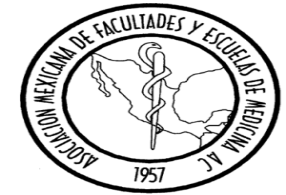 ASOCIACION MEXICANA DE FACULTADES Y ESCUELAS DE MEDICINA A C
1957